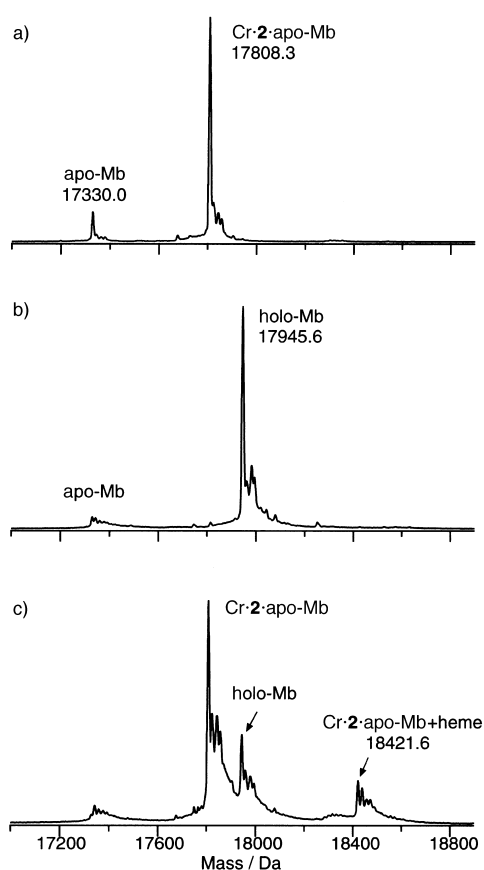 a)
Cr·2·apo-Mb
17808.3
apo-Mb
17330.0
b)
holo-Mb
17945.6
apo-Mb
c)
Cr·2·apo-Mb
holo-Mb
Cr·2·apo-Mb+heme
18421.6
17200 17600 18000 18400 18800
Mass / Da